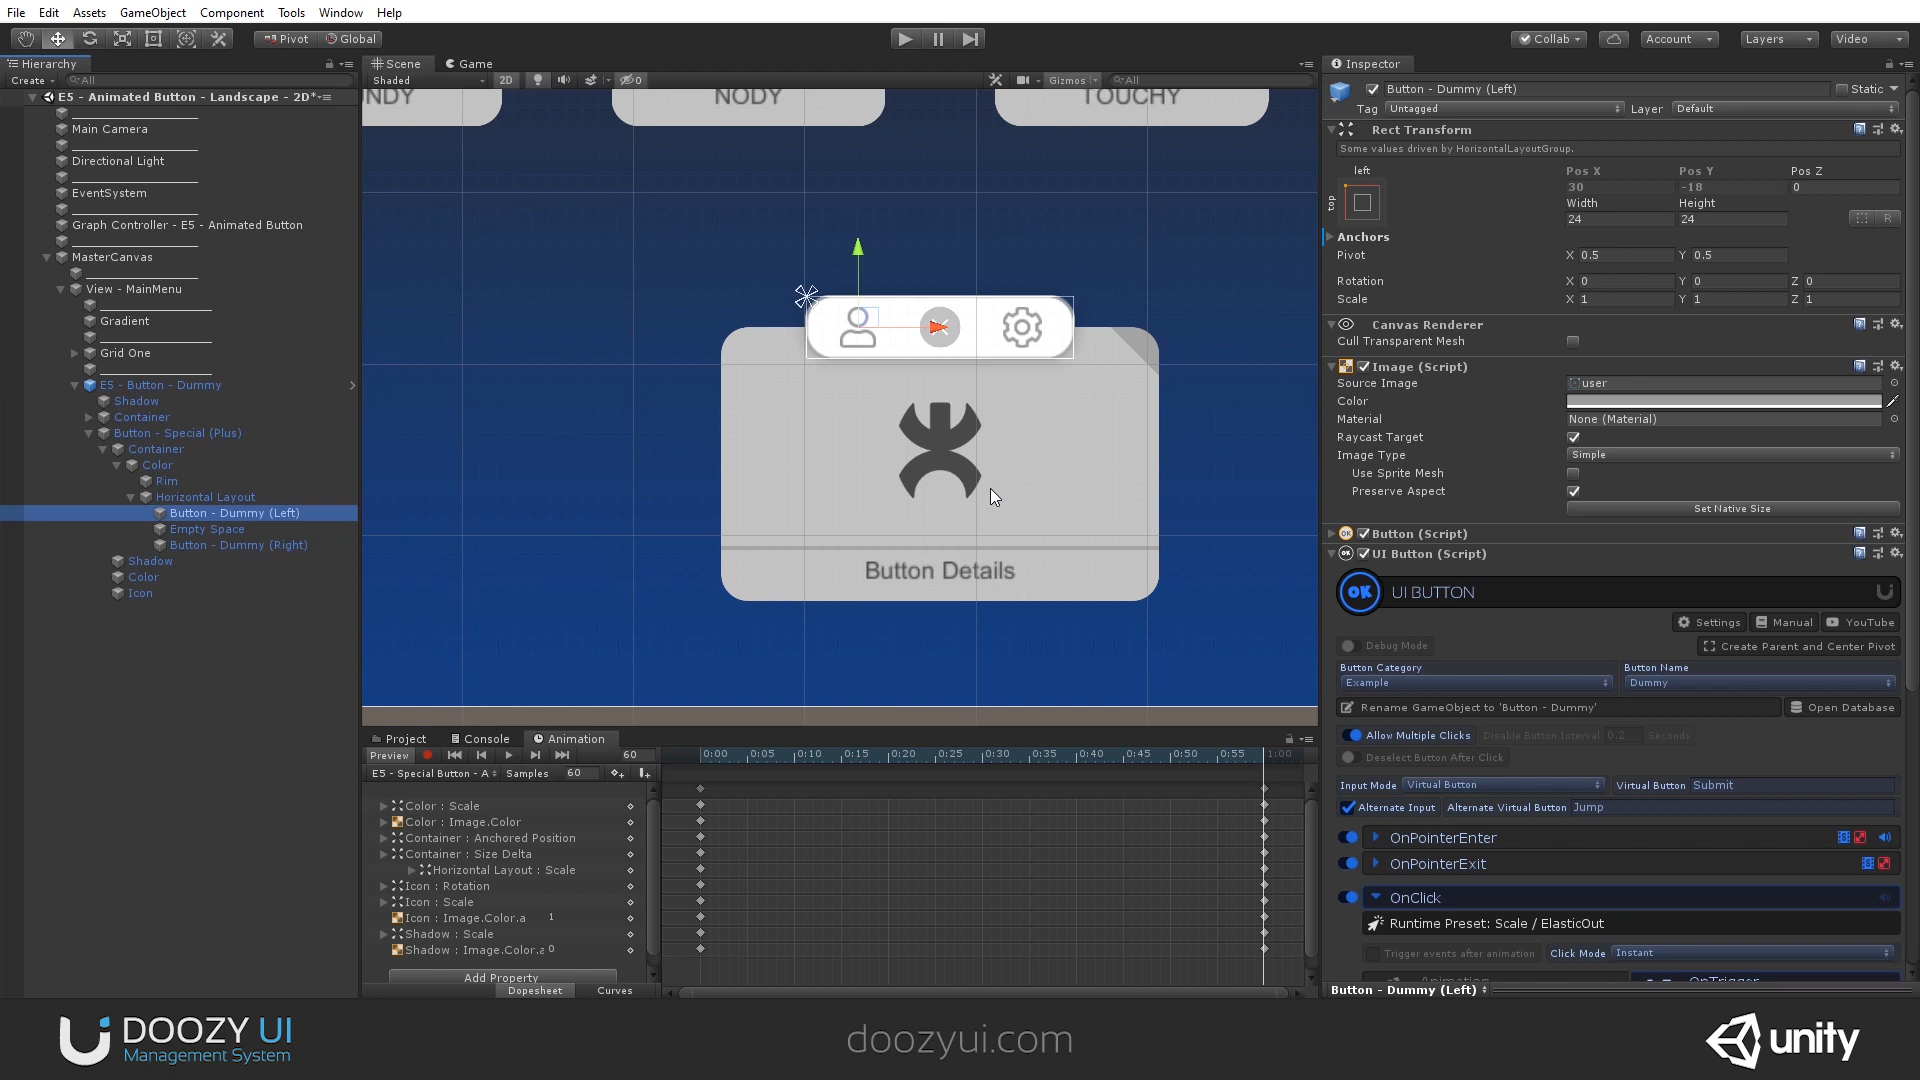 File Edit Assets GameObject Component Tools Window Help
Pivot Global Collab Account Layers Video
Hierarchy
Create All
E5 - Animated Button - Landscape - 2D*
Main Camera
Directional Light
EventSystem
Graph Controller - E5 - Animated Button
MasterCanvas
View - MainMenu
Gradient
Grid One
E5 - Button - Dummy
Shadow
Container
Button - Special (Plus)
Container
Color
Rim
Horizontal Layout
Button - Dummy (Left)
Empty Space
Button - Dummy (Right)
Shadow
Color
Icon
Scene Game
Shaded 2D 0 Gizmos All
NDY NODY TOUCHY
Button Details
Project Console Animation
Preview 60 0:00 0:05 0:10 0:15 0:20 0:25 0:30 0:35 0:40 0:45 0:50 0:55 1:00
E5 - Special Button - A Samples 60
Color : Scale
Color : Image.Color
Container : Anchored Position
Container : Size Delta
Horizontal Layout : Scale
Icon : Rotation
Icon : Scale
Icon : Image.Color.a 1
Shadow : Scale
Shadow : Image.Color.a 0
Add Property
Dopesheet Curves
Inspector
Button - Dummy (Left) Static
Tag Untagged Layer Default
Rect Transform
Some values driven by HorizontalLayoutGroup.
left Pos X Pos Y Pos Z
top 30 -18 0
Width Height
24 24 R
Anchors
Pivot X 0.5 Y 0.5
Rotation X 0 Y 0 Z 0
Scale X 1 Y 1 Z 1
Canvas Renderer
Cull Transparent Mesh
Image (Script)
Source Image user
Color
Material None (Material)
Raycast Target
Image Type Simple
Use Sprite Mesh
Preserve Aspect
Set Native Size
Button (Script)
UI Button (Script)
OK UI BUTTON
Settings Manual YouTube
Debug Mode Create Parent and Center Pivot
Button Category Button Name
Example Dummy
Rename GameObject to 'Button - Dummy' Open Database
Allow Multiple Clicks Disable Button Interval 0.2 Seconds
Deselect Button After Click
Input Mode Virtual Button Virtual Button Submit
Alternate Input Alternate Virtual Button Jump
OnPointerEnter
OnPointerExit
OnClick
Runtime Preset: Scale / ElasticOut
Trigger events after animation Click Mode Instant
Animation OnTrigger
Button - Dummy (Left)
DOOZY UI
Management System
doozyui.com
unity